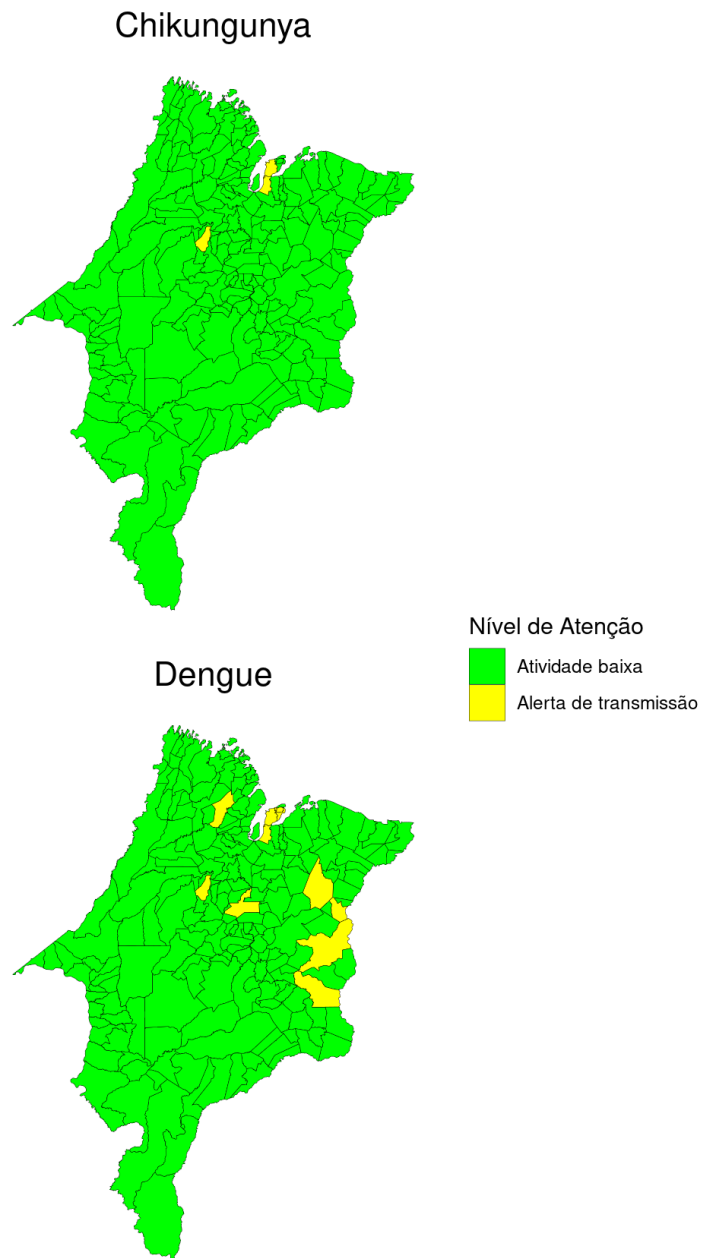 Chikungunya
Nível de Atenção
Atividade baixa
Alerta de transmissão
Dengue